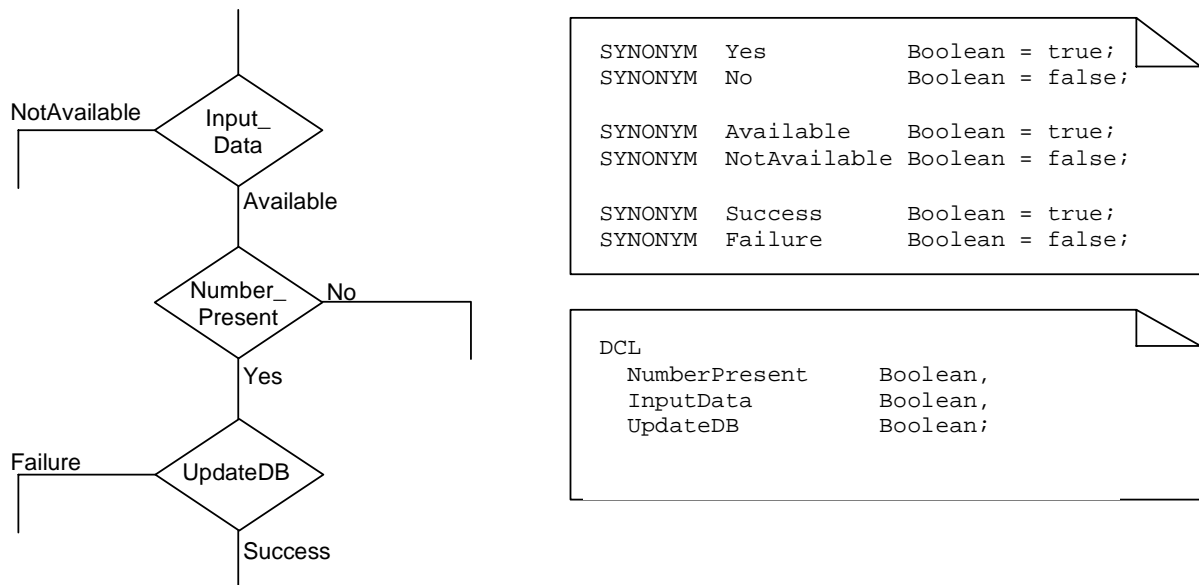 NotAvailable
Input_
Data
Available
Number_
Present
No
Yes
Failure
UpdateDB
Success
SYNONYM Yes Boolean = true;
SYNONYM No Boolean = false;
SYNONYM Available Boolean = true;
SYNONYM NotAvailable Boolean = false;
SYNONYM Success Boolean = true;
SYNONYM Failure Boolean = false;
DCL
NumberPresent Boolean,
InputData Boolean,
UpdateDB Boolean;